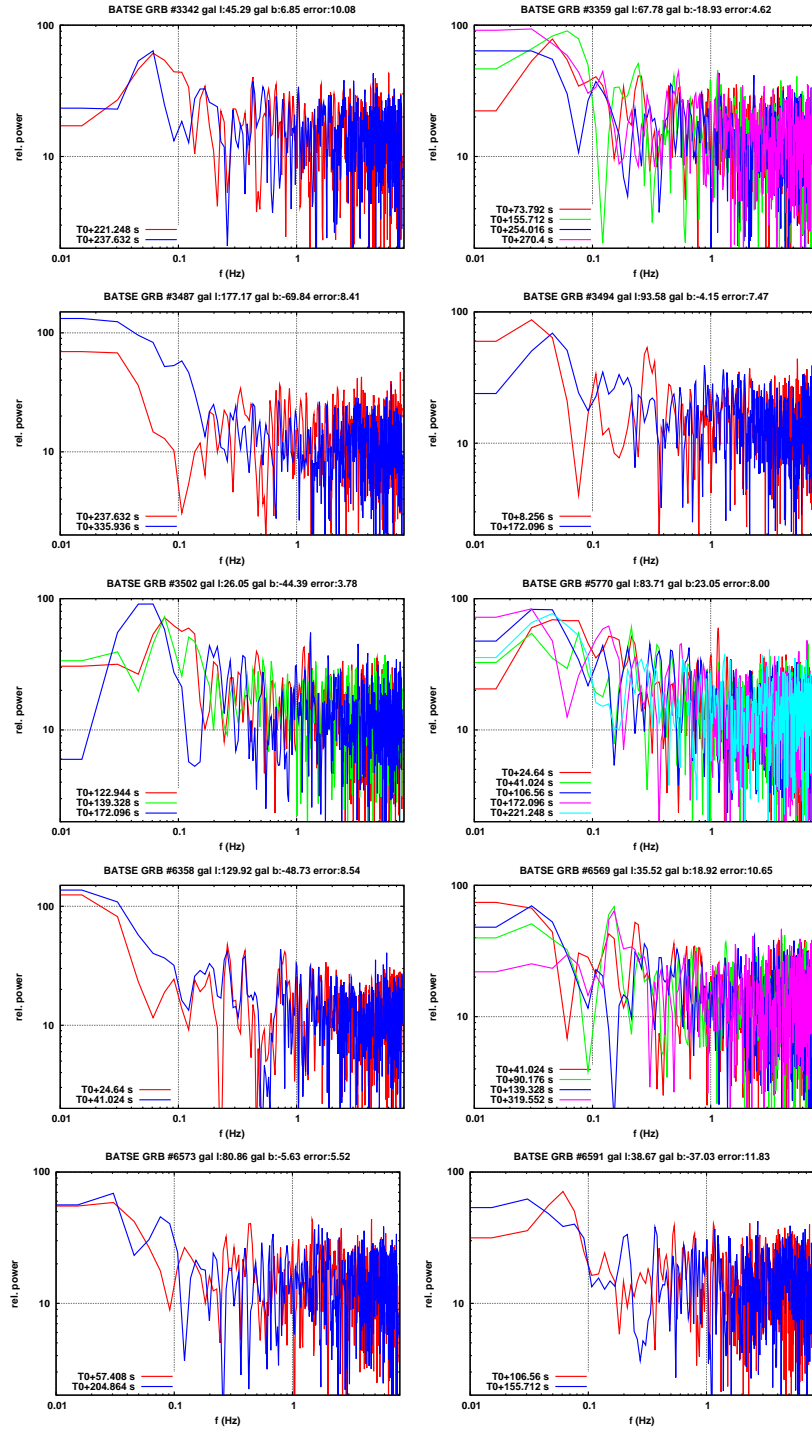 BATSE GRB #3342 gal l:45.29 gal b:6.85 error:10.08
100
10
rel. power
T0+221.248 s
T0+237.632 s
0.01 0.1 1
f (Hz)
BATSE GRB #3359 gal l:67.78 gal b:-18.93 error:4.62
100
10
rel. power
T0+73.792 s
T0+155.712 s
T0+254.016 s
T0+270.4 s
0.01 0.1 1
f (Hz)
BATSE GRB #3487 gal l:177.17 gal b:-69.84 error:8.41
100
10
rel. power
T0+237.632 s
T0+335.936 s
0.01 0.1 1
f (Hz)
BATSE GRB #3494 gal l:93.58 gal b:-4.15 error:7.47
100
10
rel. power
T0+8.256 s
T0+172.096 s
0.01 0.1 1
f (Hz)
BATSE GRB #3502 gal l:26.05 gal b:-44.39 error:3.78
100
10
rel. power
T0+122.944 s
T0+139.328 s
T0+172.096 s
0.01 0.1 1
f (Hz)
BATSE GRB #5770 gal l:83.71 gal b:23.05 error:8.00
100
10
rel. power
T0+24.64 s
T0+41.024 s
T0+106.56 s
T0+172.096 s
T0+221.248 s
0.01 0.1 1
f (Hz)
BATSE GRB #6358 gal l:129.92 gal b:-48.73 error:8.54
100
10
rel. power
T0+24.64 s
T0+41.024 s
0.01 0.1 1
f (Hz)
BATSE GRB #6569 gal l:35.52 gal b:18.92 error:10.65
100
10
rel. power
T0+41.024 s
T0+90.176 s
T0+139.328 s
T0+319.552 s
0.01 0.1 1
f (Hz)
BATSE GRB #6573 gal l:80.86 gal b:-5.63 error:5.52
100
10
rel. power
T0+57.408 s
T0+204.864 s
0.01 0.1 1
f (Hz)
BATSE GRB #6591 gal l:38.67 gal b:-37.03 error:11.83
100
10
rel. power
T0+106.56 s
T0+155.712 s
0.01 0.1 1
f (Hz)